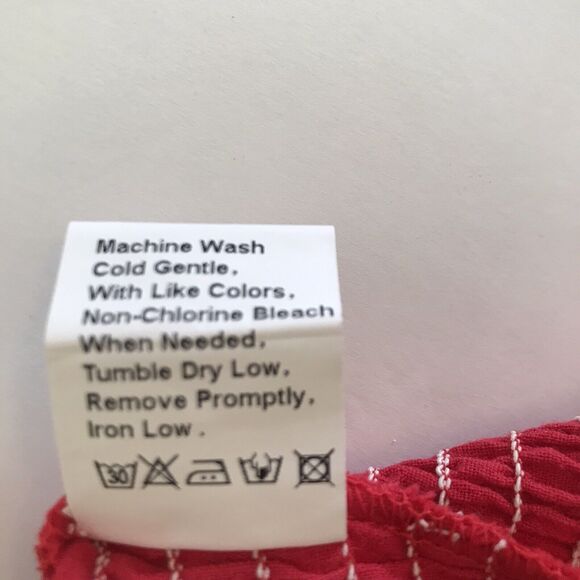 Machine Wash
Cold Gentle,
With Like Colors,
Non-Chlorine Bleach
When Needed,
Tumble Dry Low,
Remove Promptly,
Iron Low .
30